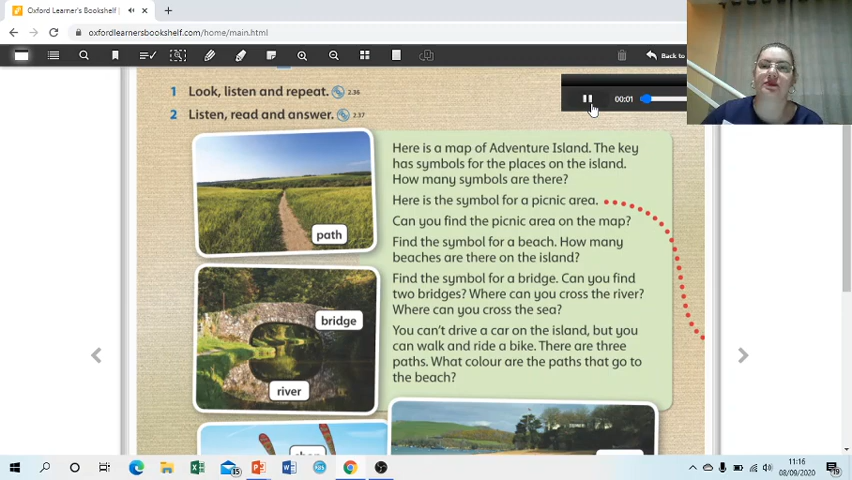 Oxford Learner's Bookshelf |
oxfordlearnersbookshelf.com/home/main.html
Back to
1 Look, listen and repeat. 2.36
2 Listen, read and answer. 2.37
00:01
Here is a map of Adventure Island. The key
has symbols for the places on the island.
How many symbols are there?
Here is the symbol for a picnic area.
Can you find the picnic area on the map?
Find the symbol for a beach. How many
beaches are there on the island?
Find the symbol for a bridge. Can you find
two bridges? Where can you cross the river?
Where can you cross the sea?
You can't drive a car on the island, but you
can walk and ride a bike. There are three
paths. What colour are the paths that go to
the beach?
path
bridge
river
15
11:16
08/09/2020
19